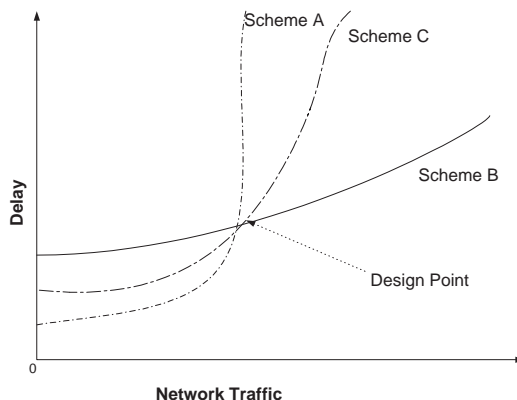 Scheme A
Scheme C
Scheme B
Delay
Design Point
0
Network Traffic